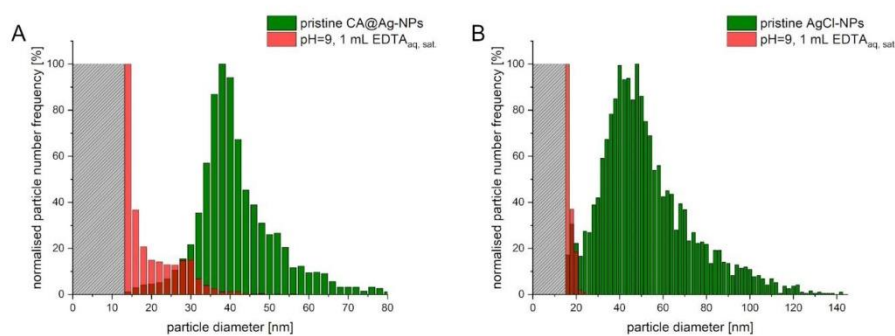 A
pristine CA@Ag-NPs
pH=9, 1 mL EDTAaq, sat.
normalised particle number frequency [%]
100
80
60
40
20
0
0 10 20 30 40 50 60 70 80
particle diameter [nm]
B
pristine AgCl-NPs
pH=9, 1 mL EDTAaq, sat.
normalised particle number frequency [%]
100
80
60
40
20
0
0 20 40 60 80 100 120 140
particle diameter [nm]